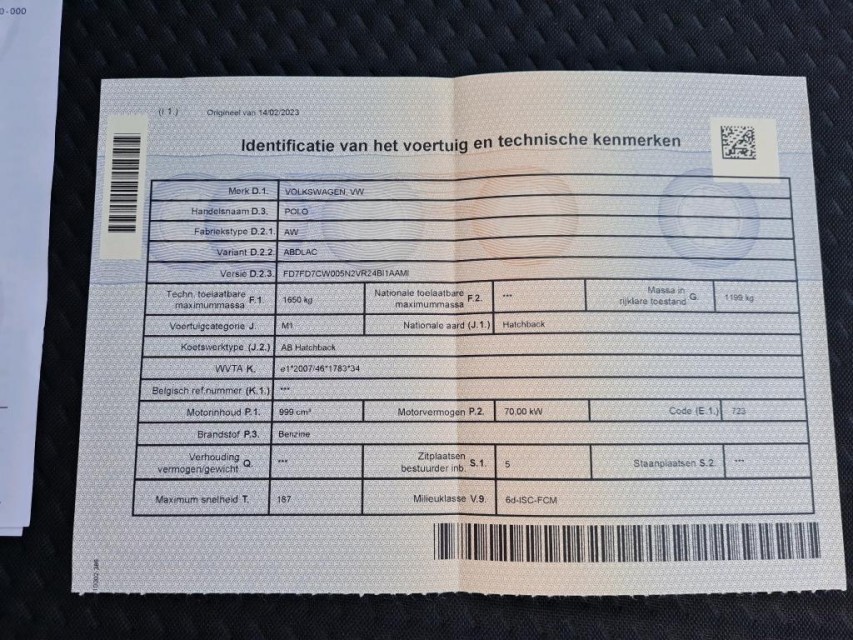 0-000
(/ 1 ) Origineel van 14/02/2023
Identificatie van het voertuig en technische kenmerken
Merk D.1. VOLKSWAGEN, VW
Handelsnaam D.3. POLO
Fabriekstype D.2.1. AW
Variant D.2.2. ABDLAC
Versie D.2.3. FD7FD7CW005N2VR24BI1AAMI
Techn. toelaatbare maximummassa F.1. 1650 kg Nationale toelaatbare maximummassa F.2. *** Massa in rijklare toestand G. 1199 kg
Voertuigcategorie J. M1 Nationale aard (J.1.) Hatchback
Koetswerktype (J.2.) AB Hatchback
WVTA K. e1*2007/46*1783*34
Belgisch ref.nummer (K.1.) ***
Motorinhoud P.1. 999 cm³ Motorvermogen P.2. 70.00 kW Code (E.1.) 723
Brandstof P.3. Benzine
Verhouding vermogen/gewicht Q. *** Zitplaatsen bestuurder inb. S.1. 5 Staanplaatsen S.2. ***
Maximum snelheid T. 187 Milieuklasse V.9. 6d-ISC-FCM